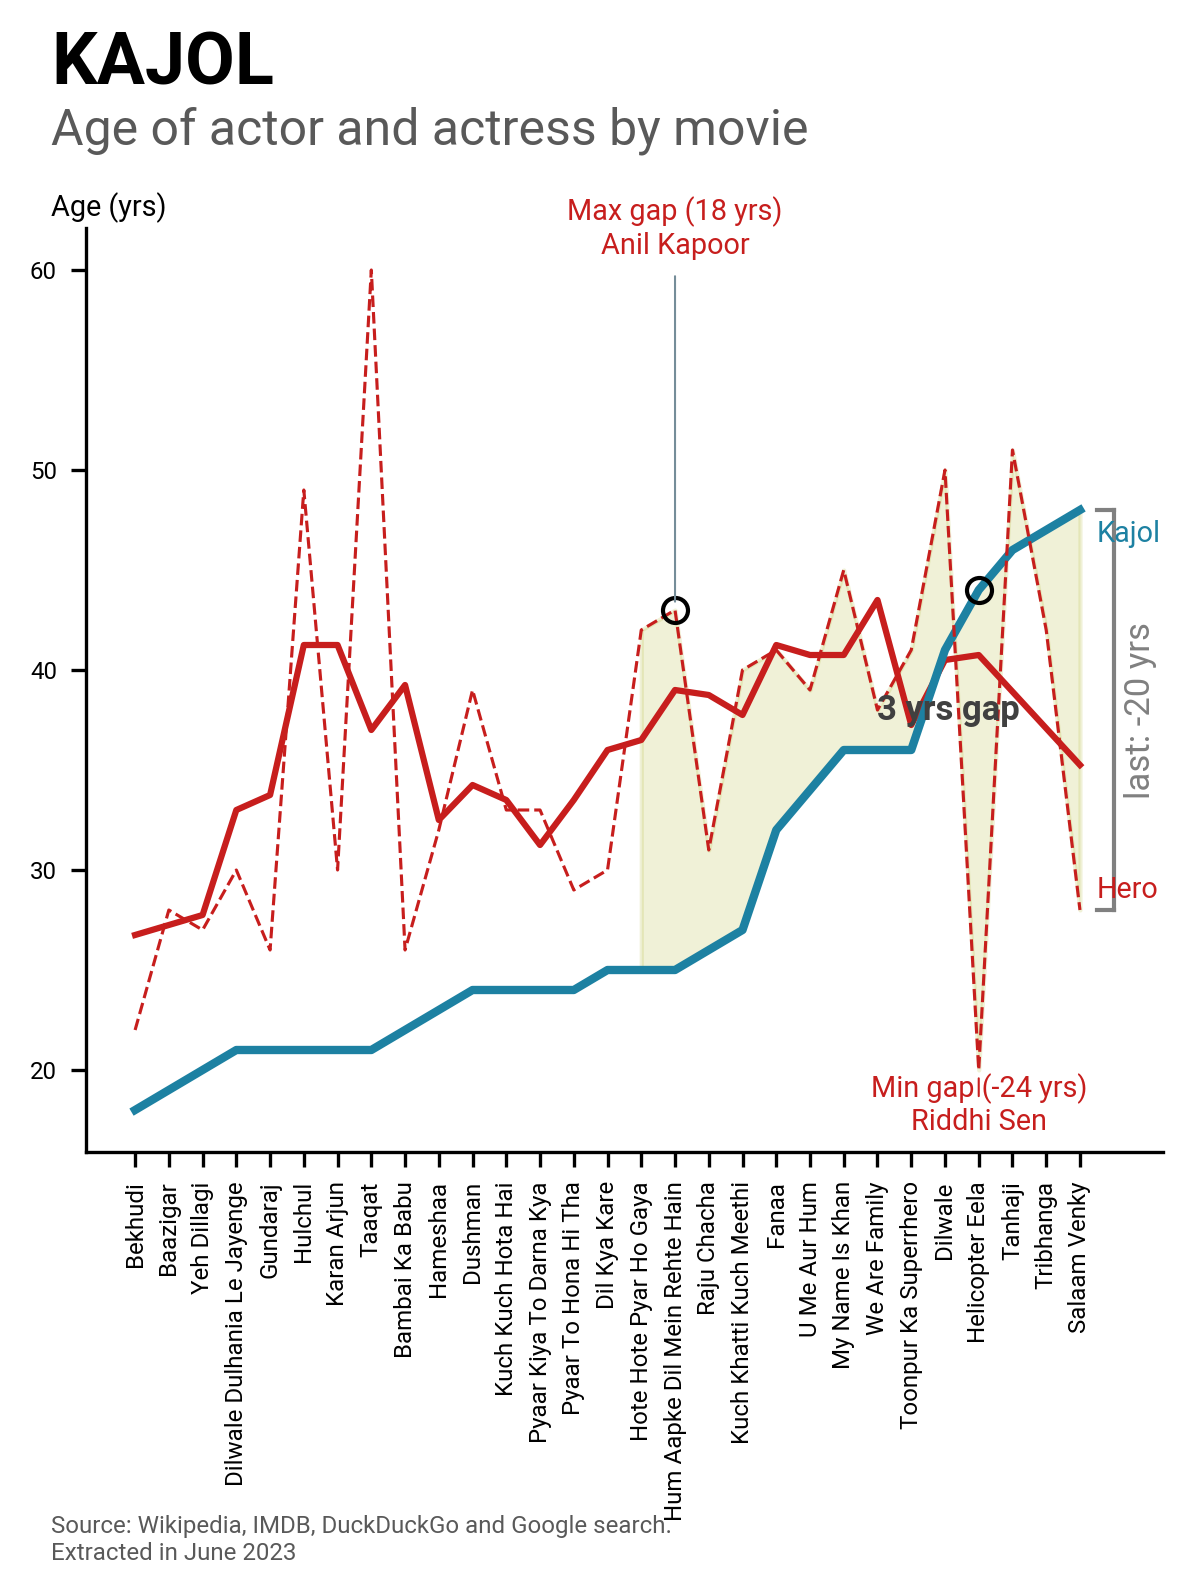 KAJOL
Age of actor and actress by movie
Age (yrs)
Max gap (18 yrs)
Anil Kapoor
60
50
40
30
20
Kajol
last: -20 yrs
3 yrs gap
Hero
Min gap (-24 yrs)
Riddhi Sen
Bekhudi
Baazigar
Yeh Dillagi
Dilwale Dulhania Le Jayenge
Gundaraj
Hulchul
Karan Arjun
Taaqat
Bambai Ka Babu
Hameshaa
Dushman
Kuch Kuch Hota Hai
Pyaar Kiya To Darna Kya
Pyaar To Hona Hi Tha
Dil Kya Kare
Hote Hote Pyar Ho Gaya
Hum Aapke Dil Mein Rehte Hain
Raju Chacha
Kuch Khatti Kuch Meethi
Fanaa
U Me Aur Hum
My Name Is Khan
We Are Family
Toonpur Ka Superrhero
Dilwale
Helicopter Eela
Tanhaji
Tribhanga
Salaam Venky
Source: Wikipedia, IMDB, DuckDuckGo and Google search.
Extracted in June 2023